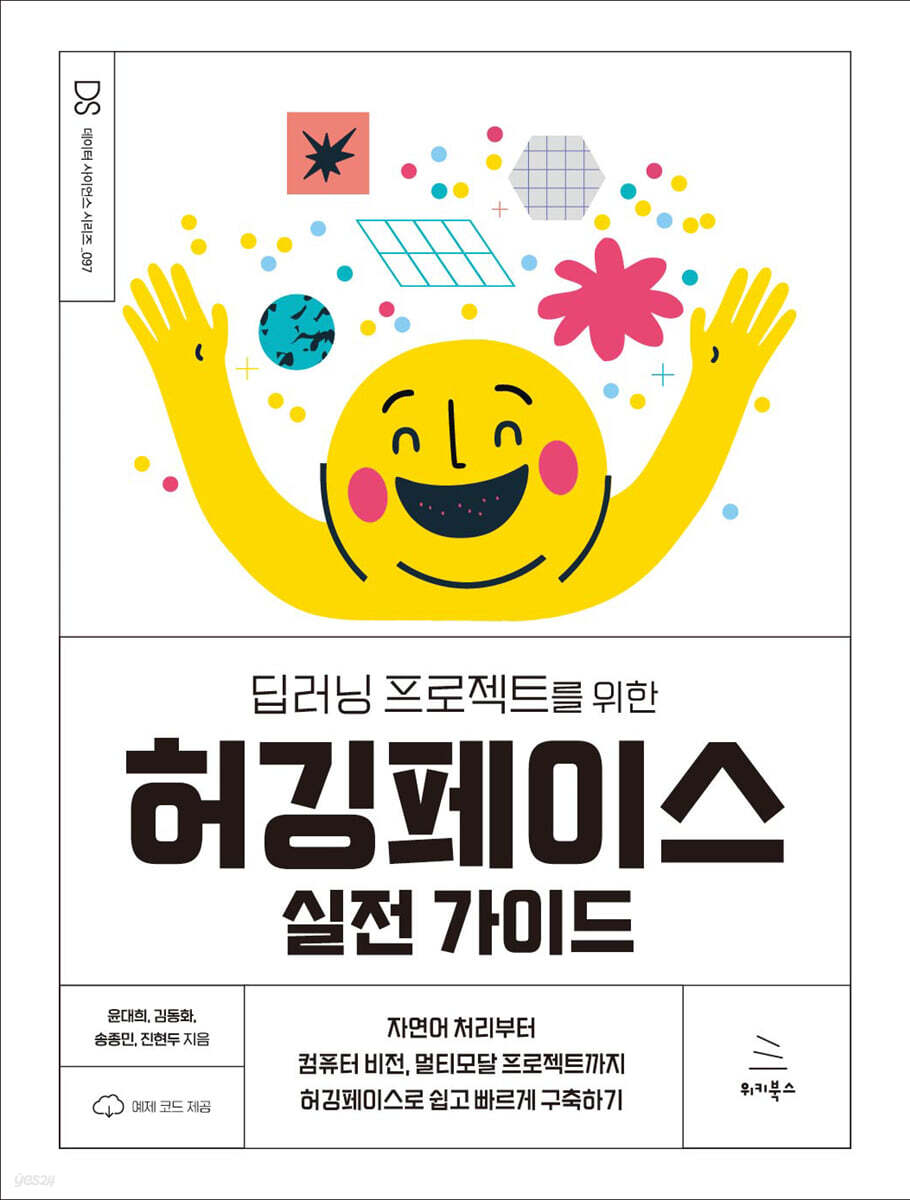 DS 데이터 사이언스 시리즈_097
딥러닝 프로젝트를 위한
허깅페이스
실전 가이드
윤대희, 김동화,
송종민, 진현두 지음
예제 코드 제공
자연어 처리부터
컴퓨터 비전, 멀티모달 프로젝트까지
허깅페이스로 쉽고 빠르게 구축하기
위키북스
yes24